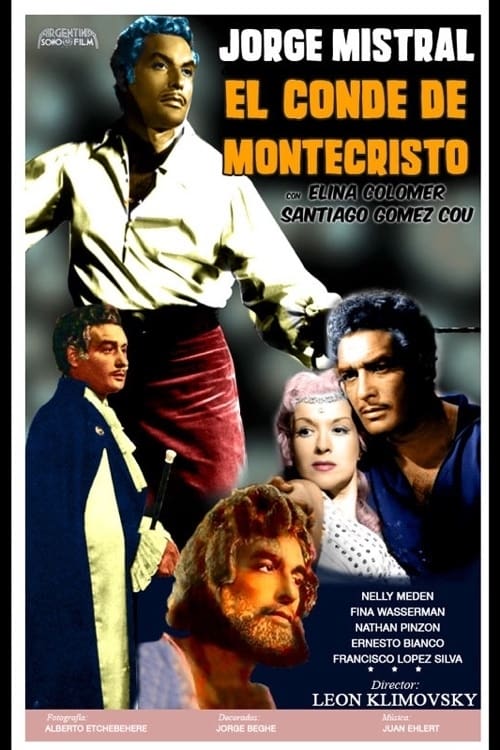 ARGENTINA
SONO FILM
JORGE MISTRAL
EL CONDE DE
MONTECRISTO
CON ELINA COLOMER
SANTIAGO GOMEZ COU
NELLY MEDEN
FINA WASSERMAN
NATHAN PINZON
ERNESTO BIANCO
FRANCISCO LOPEZ SILVA
* * *
Director:
LEON KLIMOVSKY
Fotografía: Decorados: Música:
ALBERTO ETCHEBEHERE JORGE BEGHE JUAN EHLERT